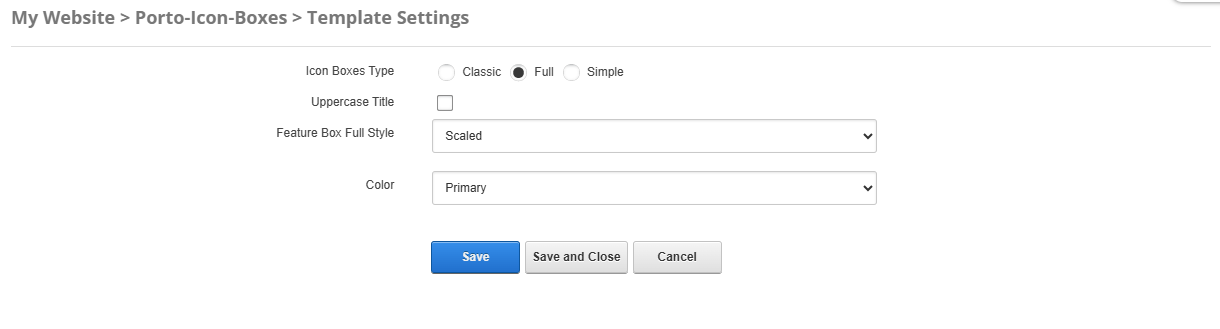 My Website > Porto-Icon-Boxes > Template Settings
Icon Boxes Type Classic Full Simple
Uppercase Title
Feature Box Full Style Scaled
Color Primary
Save Save and Close Cancel